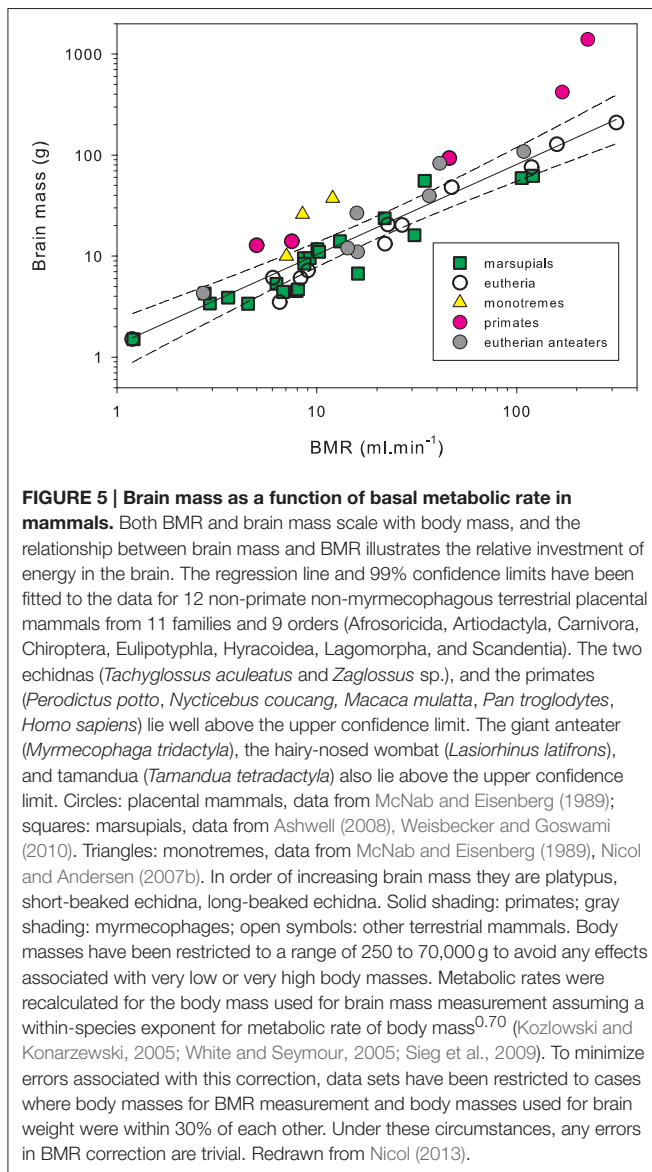 1000
100
10
1
Brain mass (g)
marsupials
eutheria
monotremes
primates
eutherian anteaters
1
10
100
BMR (ml.min⁻¹)
FIGURE 5 | Brain mass as a function of basal metabolic rate in
mammals. Both BMR and brain mass scale with body mass, and the
relationship between brain mass and BMR illustrates the relative investment of
energy in the brain. The regression line and 99% confidence limits have been
fitted to the data for 12 non-primate non-myrmecophagous terrestrial placental
mammals from 11 families and 9 orders (Afrosoricida, Artiodactyla, Carnivora,
Chiroptera, Eulipotyphla, Hyracoidea, Lagomorpha, and Scandentia). The two
echidnas (Tachyglossus aculeatus and Zaglossus sp.), and the primates
(Perodictus potto, Nycticebus coucang, Macaca mulatta, Pan troglodytes,
Homo sapiens) lie well above the upper confidence limit. The giant anteater
(Myrmecophaga tridactyla), the hairy-nosed wombat (Lasiorhinus latifrons),
and tamandua (Tamandua tetradactyla) also lie above the upper confidence
limit. Circles: placental mammals, data from McNab and Eisenberg (1989);
squares: marsupials, data from Ashwell (2008), Weisbecker and Goswami
(2010). Triangles: monotremes, data from McNab and Eisenberg (1989), Nicol
and Andersen (2007b). In order of increasing brain mass they are platypus,
short-beaked echidna, long-beaked echidna. Solid shading: primates; gray
shading: myrmecophages; open symbols: other terrestrial mammals. Body
masses have been restricted to a range of 250 to 70,000 g to avoid any effects
associated with very low or very high body masses. Metabolic rates were
recalculated for the body mass used for brain mass measurement assuming a
within-species exponent for metabolic rate of body mass⁰·⁷⁰ (Kozlowski and
Konarzewski, 2005; White and Seymour, 2005; Sieg et al., 2009). To minimize
errors associated with this correction, data sets have been restricted to cases
where body masses for BMR measurement and body masses used for brain
weight were within 30% of each other. Under these circumstances, any errors
in BMR correction are trivial. Redrawn from Nicol (2013).